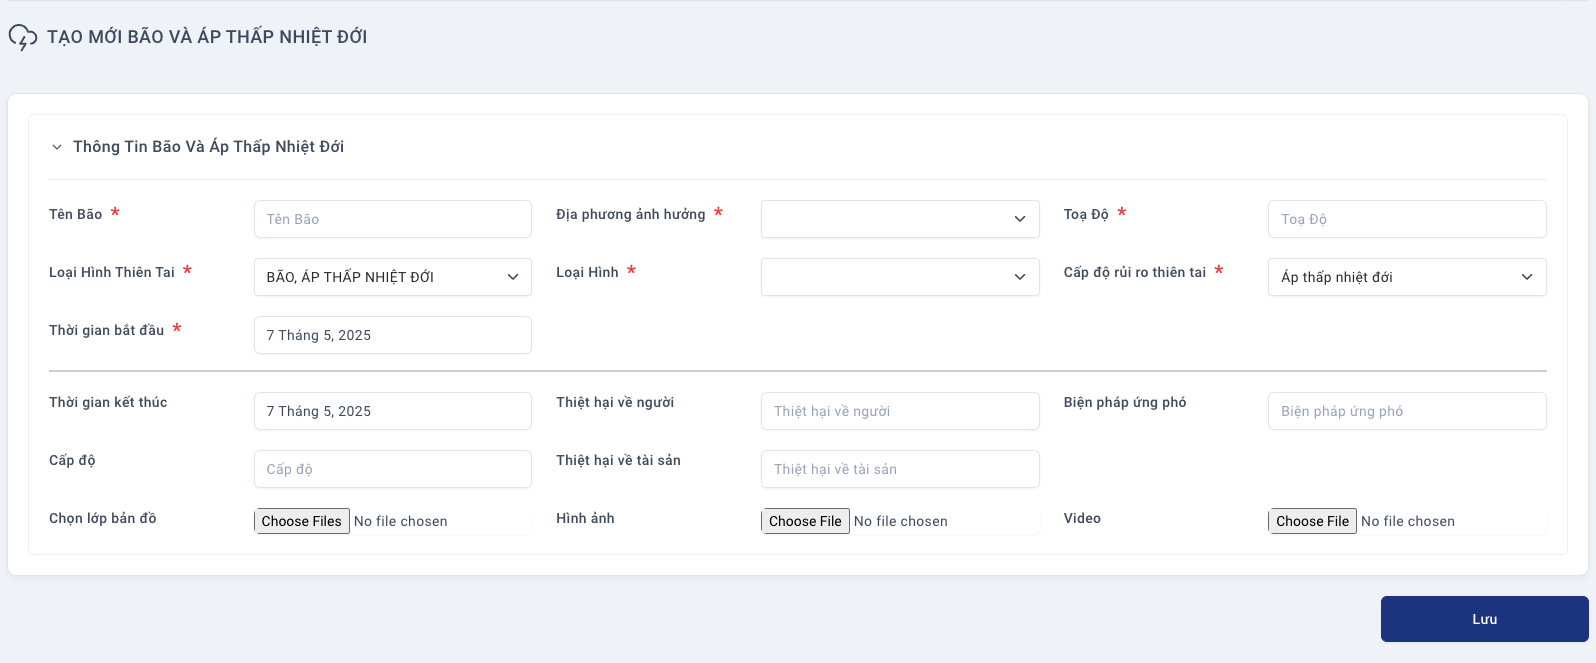 TẠO MỚI BÃO VÀ ÁP THẤP NHIỆT ĐỚI
Thông Tin Bão Và Áp Thấp Nhiệt Đới
Tên Bão * Tên Bão Địa phương ảnh hưởng * Toạ Độ * Toạ Độ
Loại Hình Thiên Tai * BÃO, ÁP THẤP NHIỆT ĐỚI Loại Hình * Cấp độ rủi ro thiên tai * Áp thấp nhiệt đới
Thời gian bắt đầu * 7 Tháng 5, 2025
Thời gian kết thúc 7 Tháng 5, 2025 Thiệt hại về người Thiệt hại về người Biện pháp ứng phó Biện pháp ứng phó
Cấp độ Cấp độ Thiệt hại về tài sản Thiệt hại về tài sản
Chọn lớp bản đồ Choose Files No file chosen Hình ảnh Choose File No file chosen Video Choose File No file chosen
Lưu